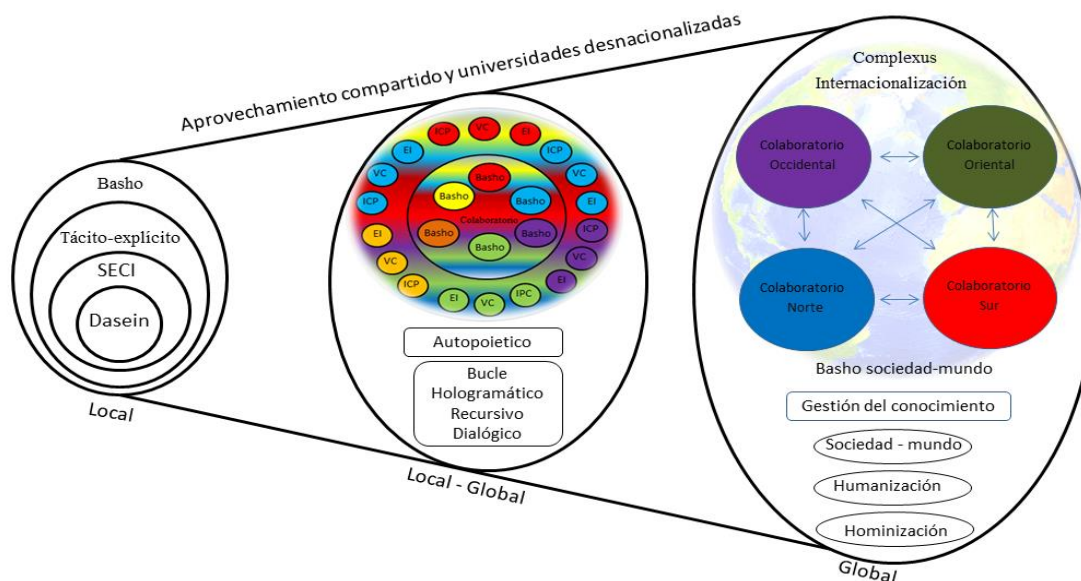 Aprovechamiento compartido y universidades desnacionalizadas
Basho
Tácito-explícito
SECI
Dasein
Local
ICP
VC
EI
EI
ICP
VC
VC
ICP
EI
EI
ICP
VC
VC
ICP
EI
EI
VC
IPC
Basho
Basho
Basho
Colaboratorio
Basho
Basho
Basho
Autopoietico
Bucle
Hologramático
Recursivo
Dialógico
Local - Global
Complexus
Internacionalización
Colaboratorio
Occidental
Colaboratorio
Oriental
Colaboratorio
Norte
Colaboratorio
Sur
Basho sociedad-mundo
Gestión del conocimiento
Sociedad - mundo
Humanización
Hominización
Global